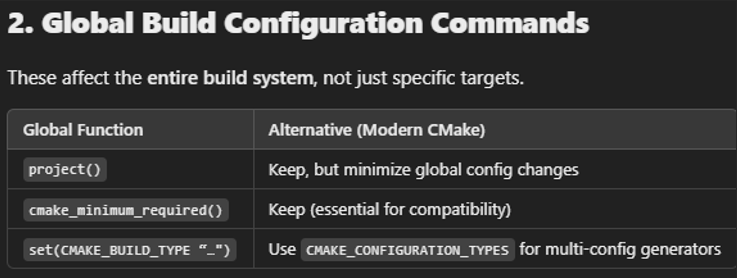 2. Global Build Configuration Commands
These affect the entire build system, not just specific targets.
Global Function Alternative (Modern CMake)
project() Keep, but minimize global config changes
cmake_minimum_required() Keep (essential for compatibility)
set(CMAKE_BUILD_TYPE “…") Use CMAKE_CONFIGURATION_TYPES for multi-config generators